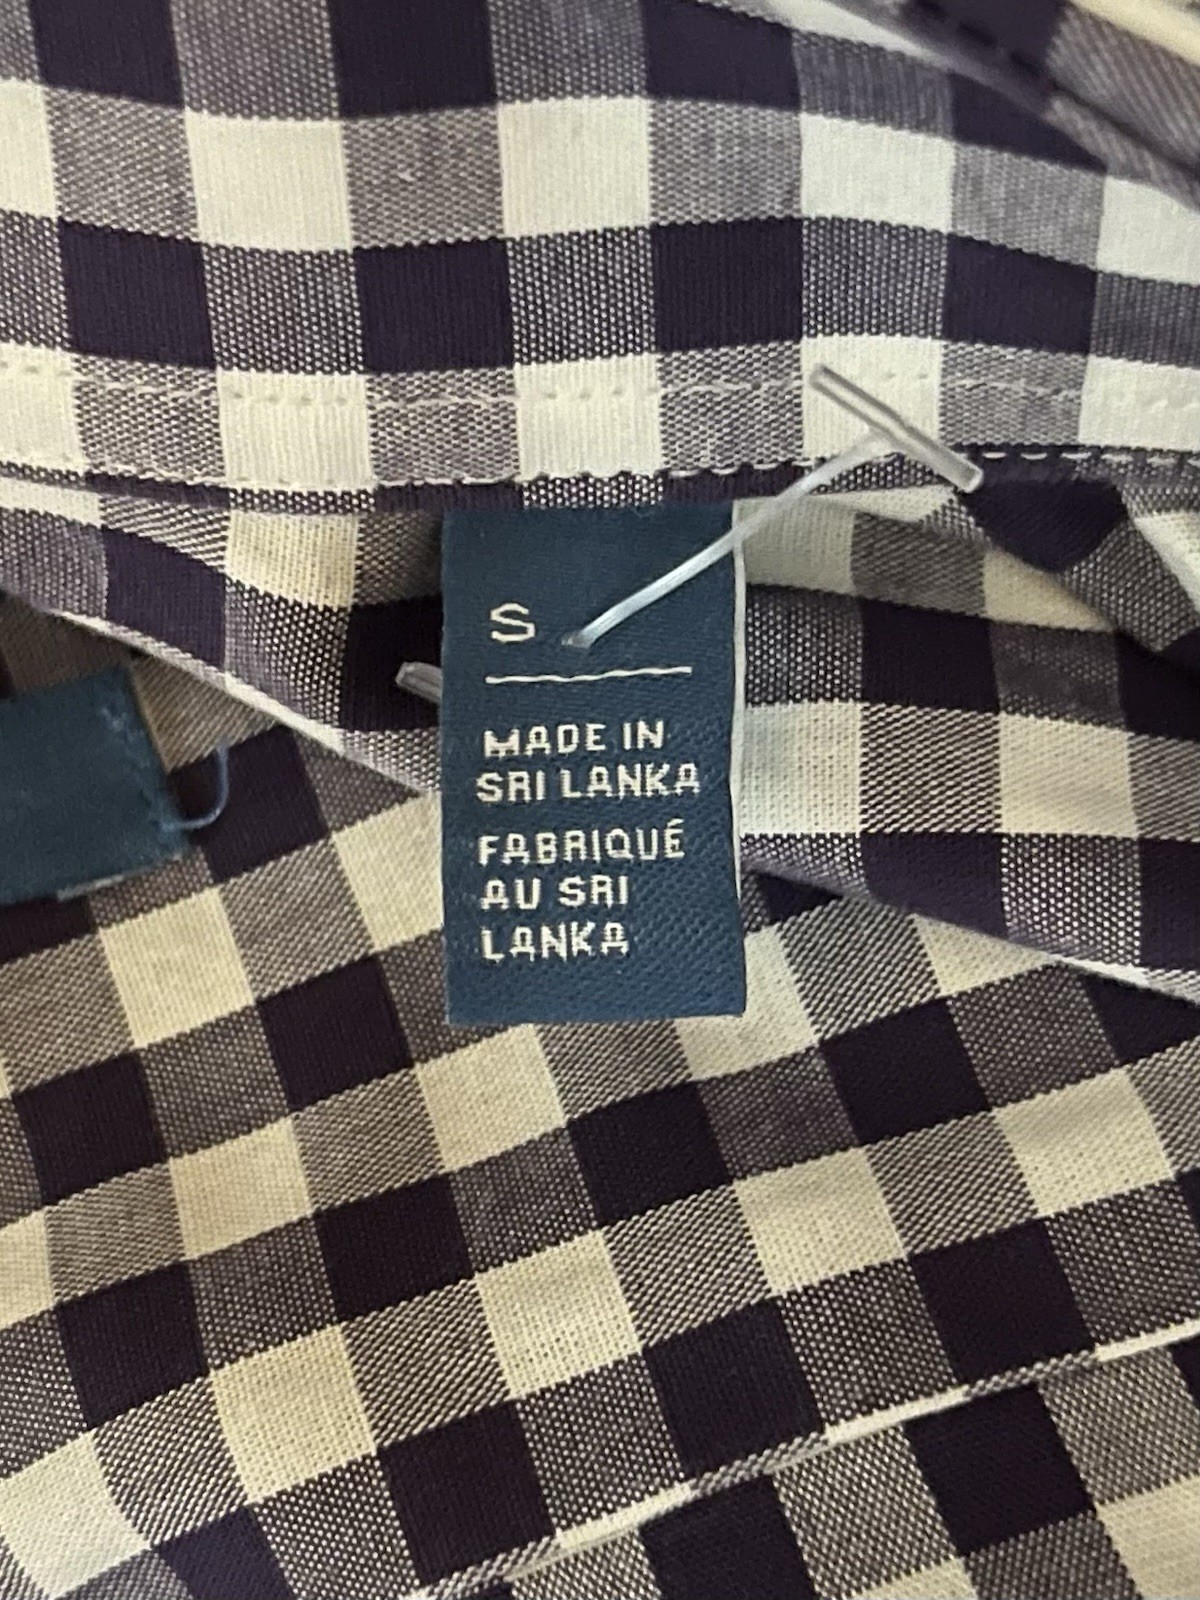 S
MADE IN
SRI LANKA
FABRIQUÉ
AU SRI
LANKA